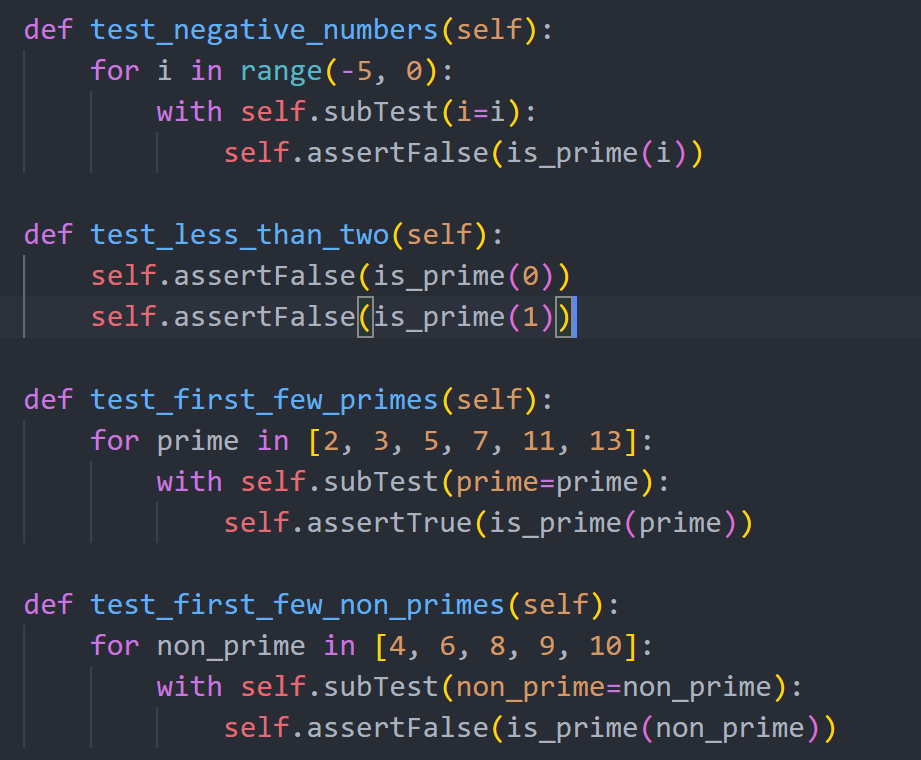 def test_negative_numbers(self):
    for i in range(-5, 0):
        with self.subTest(i=i):
            self.assertFalse(is_prime(i))

def test_less_than_two(self):
    self.assertFalse(is_prime(0))
    self.assertFalse(is_prime(1))

def test_first_few_primes(self):
    for prime in [2, 3, 5, 7, 11, 13]:
        with self.subTest(prime=prime):
            self.assertTrue(is_prime(prime))

def test_first_few_non_primes(self):
    for non_prime in [4, 6, 8, 9, 10]:
        with self.subTest(non_prime=non_prime):
            self.assertFalse(is_prime(non_prime))